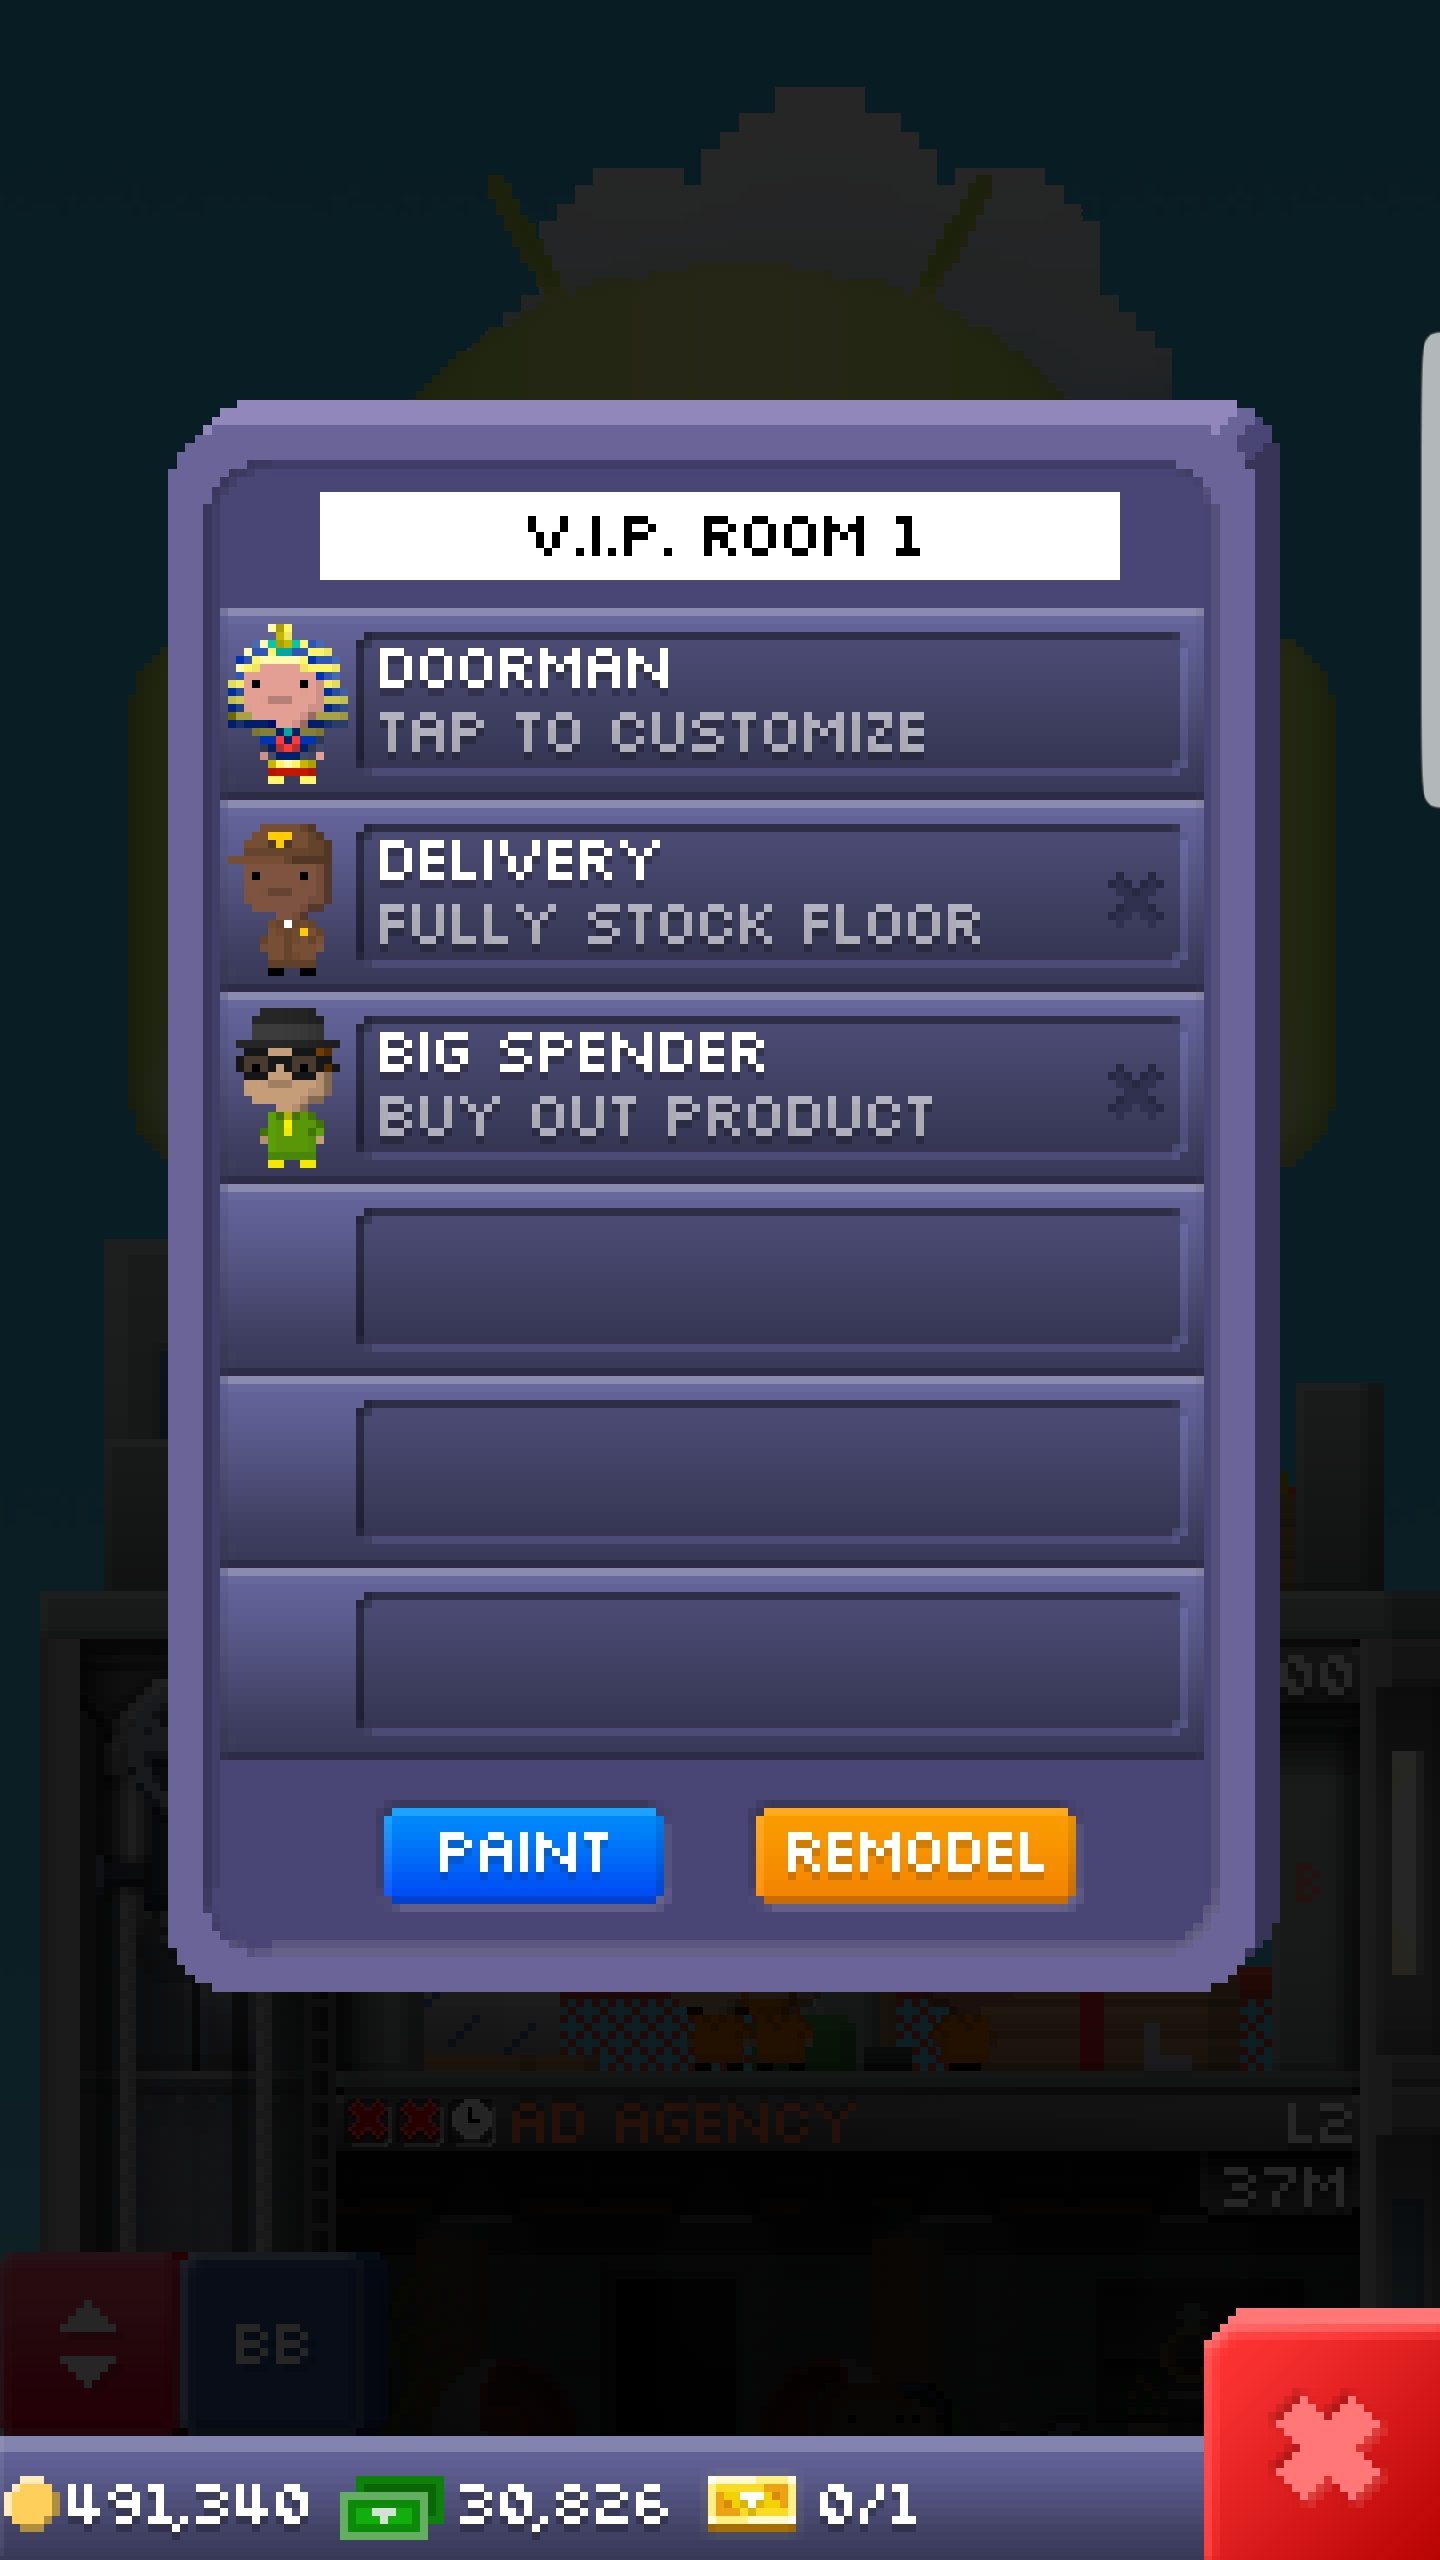 V.I.P. ROOM 1
DOORMAN
TAP TO CUSTOMIZE
DELIVERY
FULLY STOCK FLOOR
BIG SPENDER
BUY OUT PRODUCT
00
PAINT
REMODEL
B
AD AGENCY
L2
37M
BB
491,340
30,826
0/1